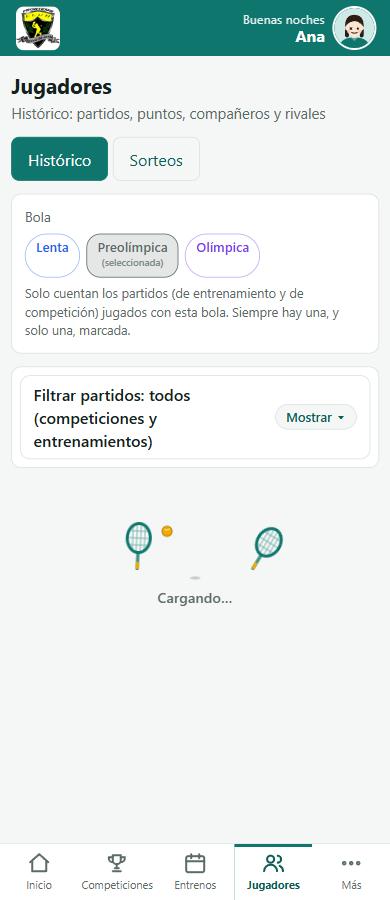 Buenas noches
Ana
Jugadores
Histórico: partidos, puntos, compañeros y rivales
Histórico
Sorteos
Bola
Lenta
Preolímpica
(seleccionada)
Olímpica
Solo cuentan los partidos (de entrenamiento y de
competición) jugados con esta bola. Siempre hay una, y
solo una, marcada.
Filtrar partidos: todos
(competiciones y
entrenamientos)
Mostrar
Cargando...
Inicio
Competiciones
Entrenos
Jugadores
Más